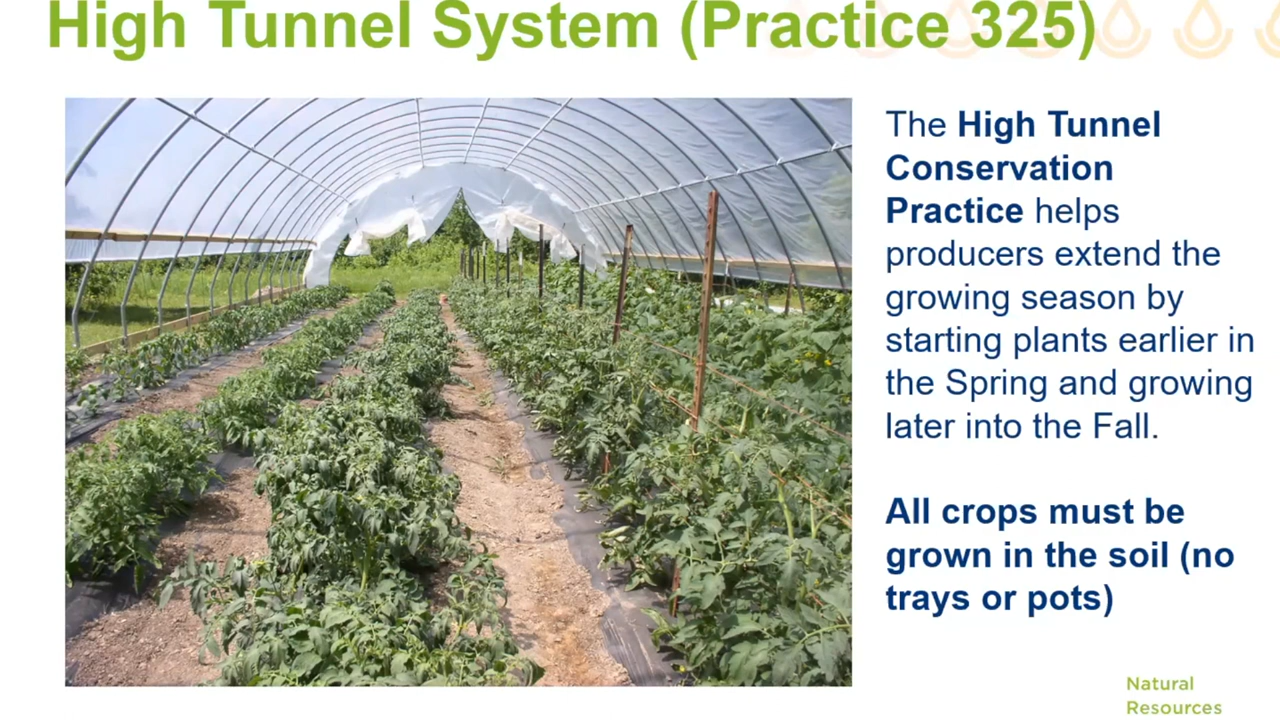 High Tunnel System (Practice 325)
The High Tunnel
Conservation
Practice helps
producers extend the
growing season by
starting plants earlier in
the Spring and growing
later into the Fall.
All crops must be
grown in the soil (no
trays or pots)
Natural
Resources